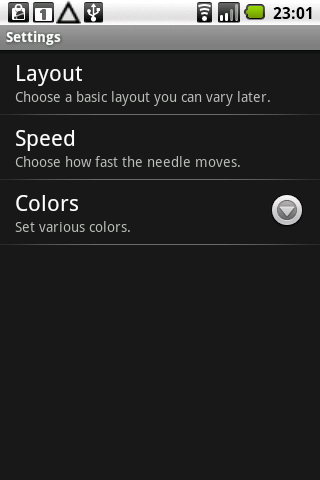 1
23:01
Settings
Layout
Choose a basic layout you can vary later.
Speed
Choose how fast the needle moves.
Colors
Set various colors.